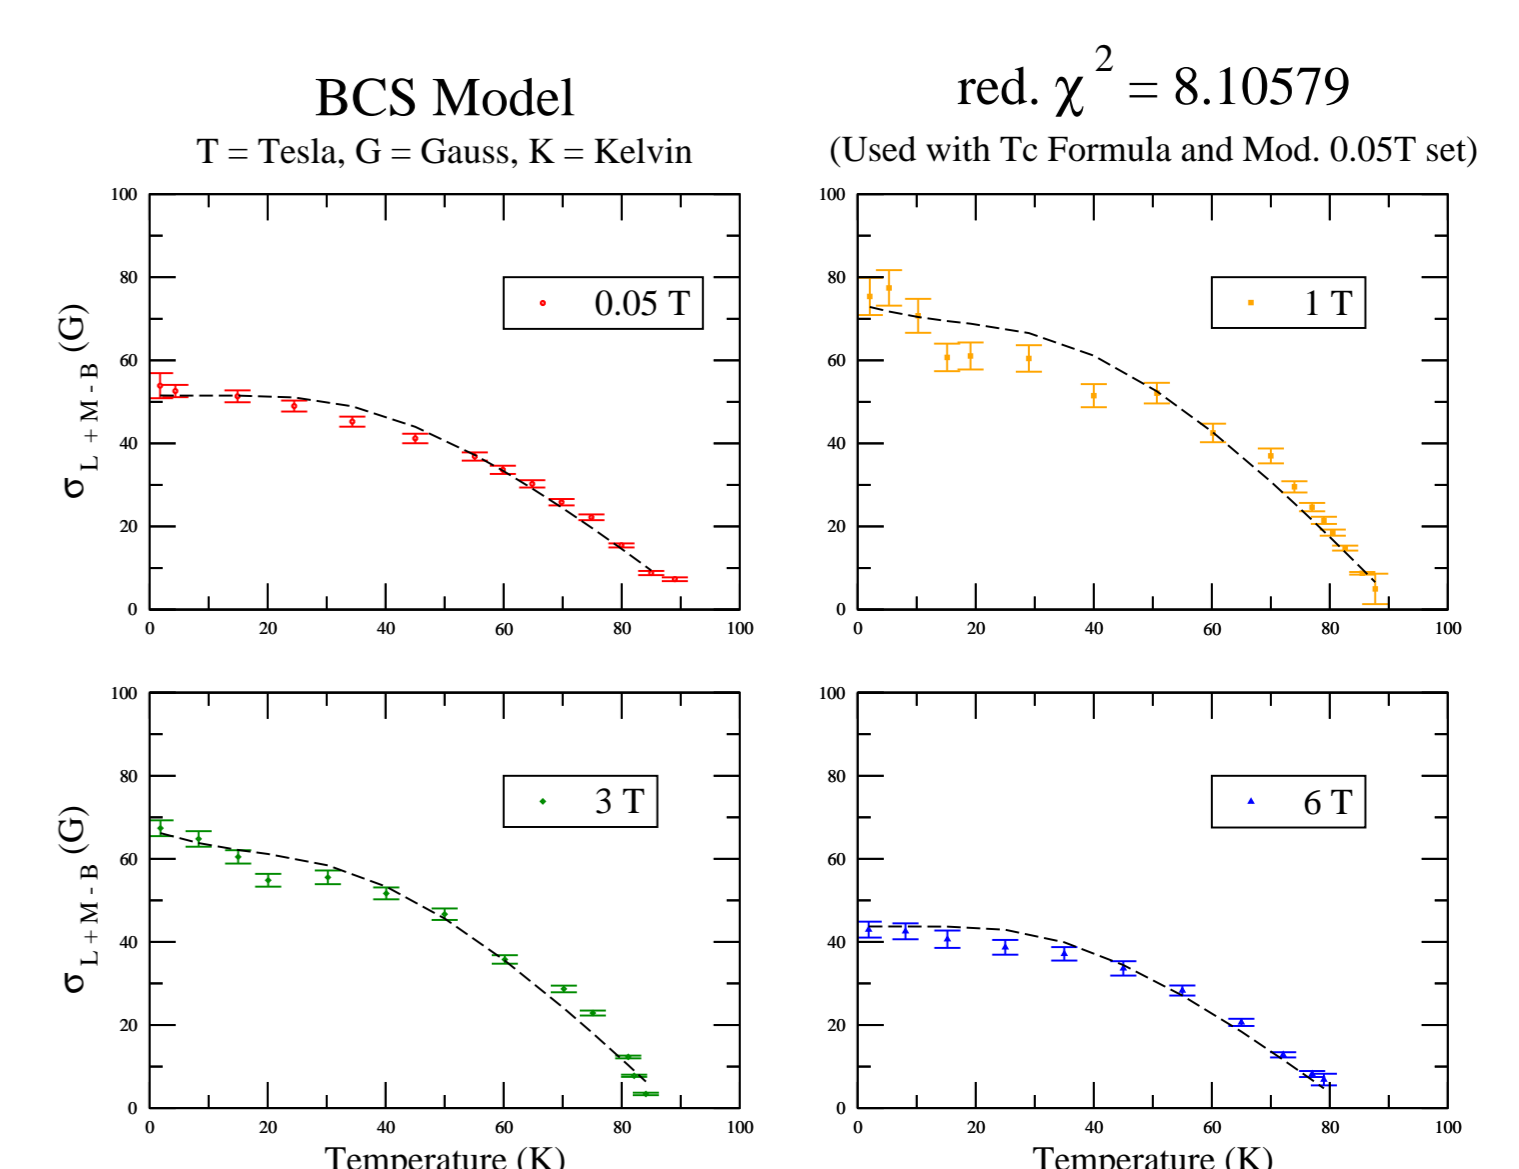 BCS Model
T = Tesla, G = Gauss, K = Kelvin
red. χ² = 8.10579
(Used with Tc Formula and Mod. 0.05T set)
100
80
60
40
20
0
0 20 40 60 80 100
σ L + M - B (G)
0.05 T
100
80
60
40
20
0
0 20 40 60 80 100
1 T
100
80
60
40
20
0
0 20 40 60 80 100
σ L + M - B (G)
3 T
Temperature (K)
100
80
60
40
20
0
0 20 40 60 80 100
6 T
Temperature (K)